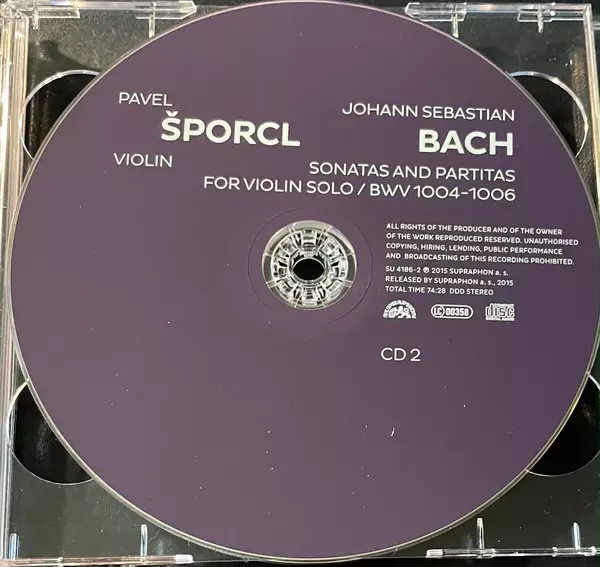 PAVEL
ŠPORCL
VIOLIN
JOHANN SEBASTIAN
BACH
SONATAS AND PARTITAS
FOR VIOLIN SOLO / BWV 1004–1006
ALL RIGHTS OF THE PRODUCER AND OF THE OWNER
OF THE WORK REPRODUCED RESERVED. UNAUTHORISED
COPYING, HIRING, LENDING, PUBLIC PERFORMANCE
AND BROADCASTING OF THIS RECORDING PROHIBITED.
SU 4186-2 ℗ 2015 SUPRAPHON a. s.
RELEASED BY SUPRAPHON a. s., 2015
TOTAL TIME 74:28 DDD STEREO
SUPRAPHON
LC 00358
disc
CD 2